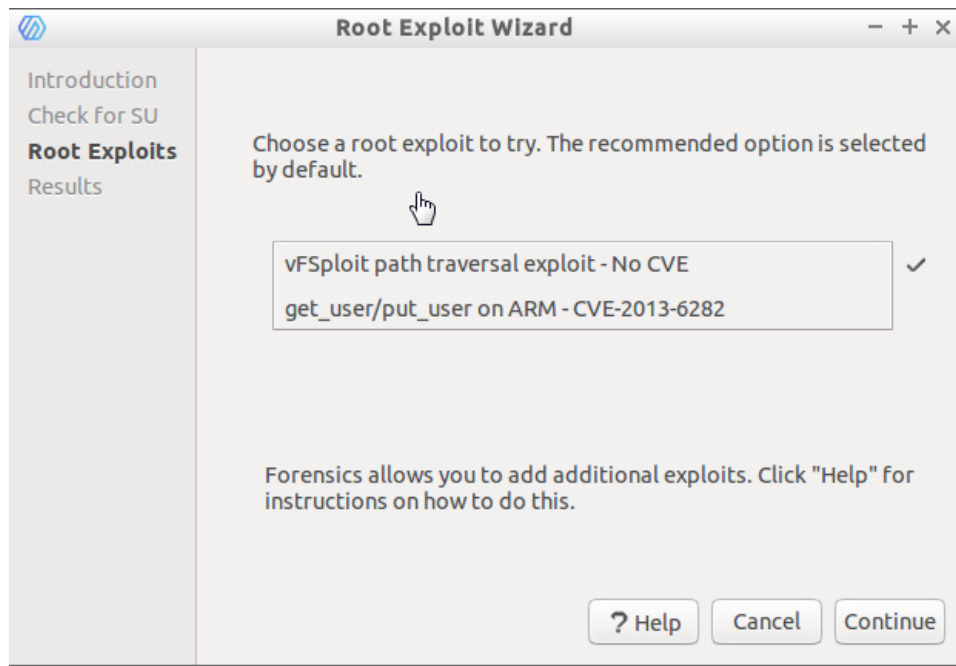 Root Exploit Wizard
Introduction
Check for SU
Root Exploits
Results
Choose a root exploit to try. The recommended option is selected
by default.
vFSploit path traversal exploit - No CVE
get_user/put_user on ARM - CVE-2013-6282
Forensics allows you to add additional exploits. Click "Help" for
instructions on how to do this.
? Help Cancel Continue